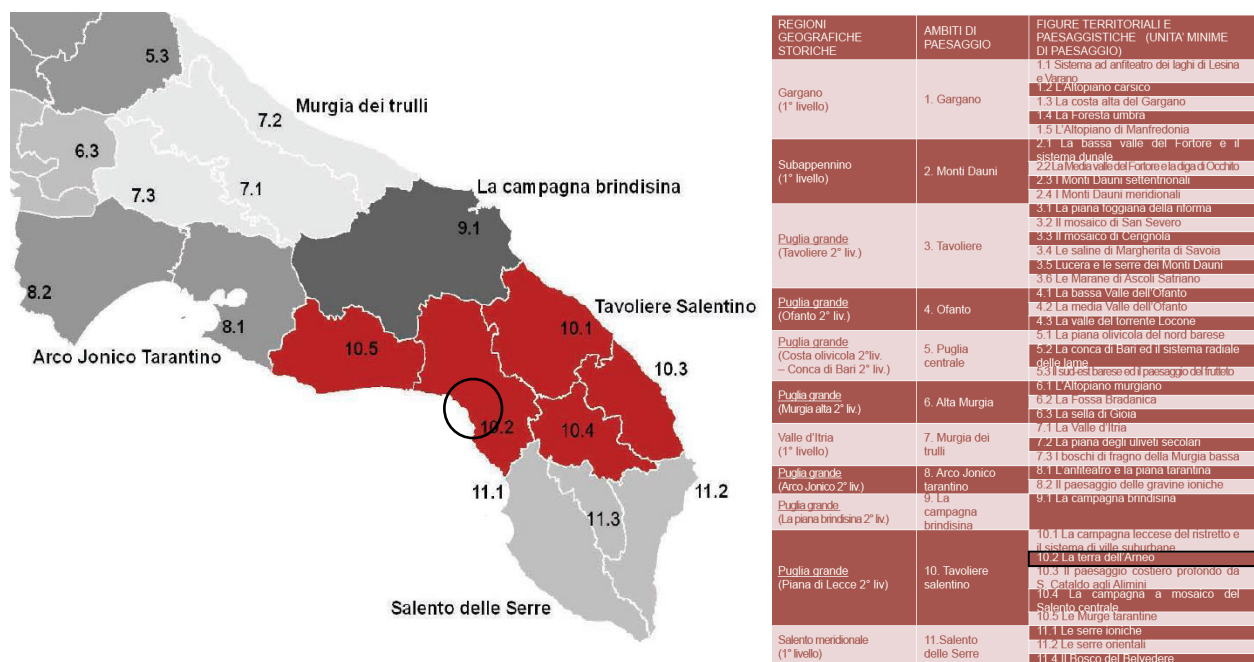 5.3
Murgia dei trulli
7.2
6.3
La campagna brindisina
7.1
7.3
9.1
8.2
Tavoliere Salentino
8.1
10.1
Arco Jonico Tarantino
10.5
10.3
10.2
10.4
11.1
11.2
11.3
Salento delle Serre
REGIONI
GEOGRAFICHE
STORICHE
AMBITI DI
PAESAGGIO
FIGURE TERRITORIALI E
PAESAGGISTICHE (UNITA' MINIME
DI PAESAGGIO)
Gargano
(1° livello)
1. Gargano
1.1 Sistema ad anfiteatro dei laghi di Lesina
e Varano
1.2 L'Altopiano carsico
1.3 La costa alta del Gargano
1.4 La Foresta umbra
1.5 L'Altopiano di Manfredonia
Subappennino
(1° livello)
2. Monti Dauni
2.1 La bassa valle del Fortore e il
sistema dunale
2.2 La Media valle del Fortore e la diga di Occhito
2.3 I Monti Dauni settentrionali
2.4 I Monti Dauni meridionali
Puglia grande
(Tavoliere 2° liv.)
3. Tavoliere
3.1 La piana foggiana della riforma
3.2 Il mosaico di San Severo
3.3 Il mosaico di Cerignola
3.4 Le saline di Margherita di Savoia
3.5 Lucera e le serre dei Monti Dauni
3.6 Le Marane di Ascoli Satriano
Puglia grande
(Ofanto 2° liv.)
4. Ofanto
4.1 La bassa Valle dell'Ofanto
4.2 La media Valle dell'Ofanto
4.3 La valle del torrente Locone
Puglia grande
(Costa olivicola 2°liv.
– Conca di Bari 2° liv.)
5. Puglia
centrale
5.1 La piana olivicola del nord barese
5.2 La conca di Bari ed il sistema radiale
delle lame
5.3 Il sud-est barese ed il paesaggio del frutteto
Puglia grande
(Murgia alta 2° liv.)
6. Alta Murgia
6.1 L'Altopiano murgiano
6.2 La Fossa Bradanica
6.3 La sella di Gioia
Valle d'Itria
(1° livello)
7. Murgia dei
trulli
7.1 La Valle d'Itria
7.2 La piana degli uliveti secolari
7.3 I boschi di fragno della Murgia bassa
Puglia grande
(Arco Jonico 2° liv.)
8. Arco Jonico
tarantino
8.1 L'anfiteatro e la piana tarantina
8.2 Il paesaggio delle gravine ioniche
Puglia grande
(La piana brindisina 2° liv.)
9. La
campagna
brindisina
9.1 La campagna brindisina
Puglia grande
(Piana di Lecce 2° liv)
10. Tavoliere
salentino
10.1 La campagna leccese del ristretto e
il sistema di ville suburbane
10.2 La terra dell'Arneo
10.3 Il paesaggio costiero profondo da
S. Cataldo agli Alimini
10.4 La campagna a mosaico del
Salento centrale
10.5 Le Murge tarantine
Salento meridionale
(1° livello)
11.Salento
delle Serre
11.1 Le serre ioniche
11.2 Le serre orientali
11.4 Il Bosco del Belvedere